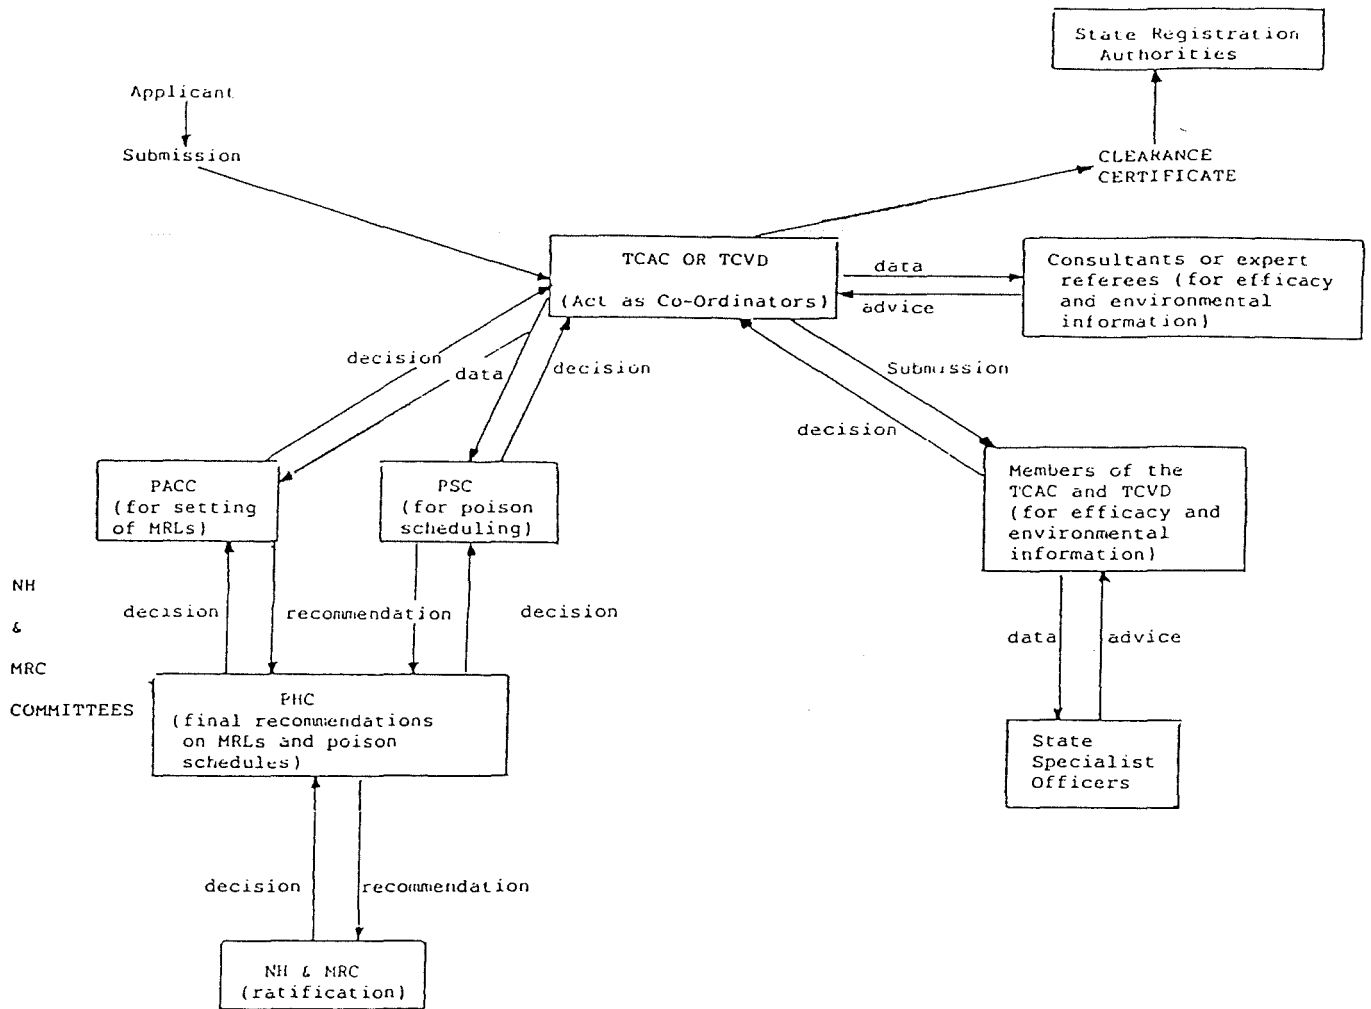 State Registration
Authorities
Applicant
Submission
CLEARANCE
CERTIFICATE
TCAC OR TCVD
(Act as Co-Ordinators)
data
advice
Consultants or expert
referees (for efficacy
and environmental
information)
decision
data
decision
Submission
decision
PACC
(for setting
of MRLs)
PSC
(for poison
scheduling)
Members of the
TCAC and TCVD
(for efficacy and
environmental
information)
NH
&
MRC
COMMITTEES
decision
recommendation
decision
data
advice
PHC
(final recommendations
on MRLs and poison
schedules)
State
Specialist
Officers
decision
recommendation
NH & MRC
(ratification)